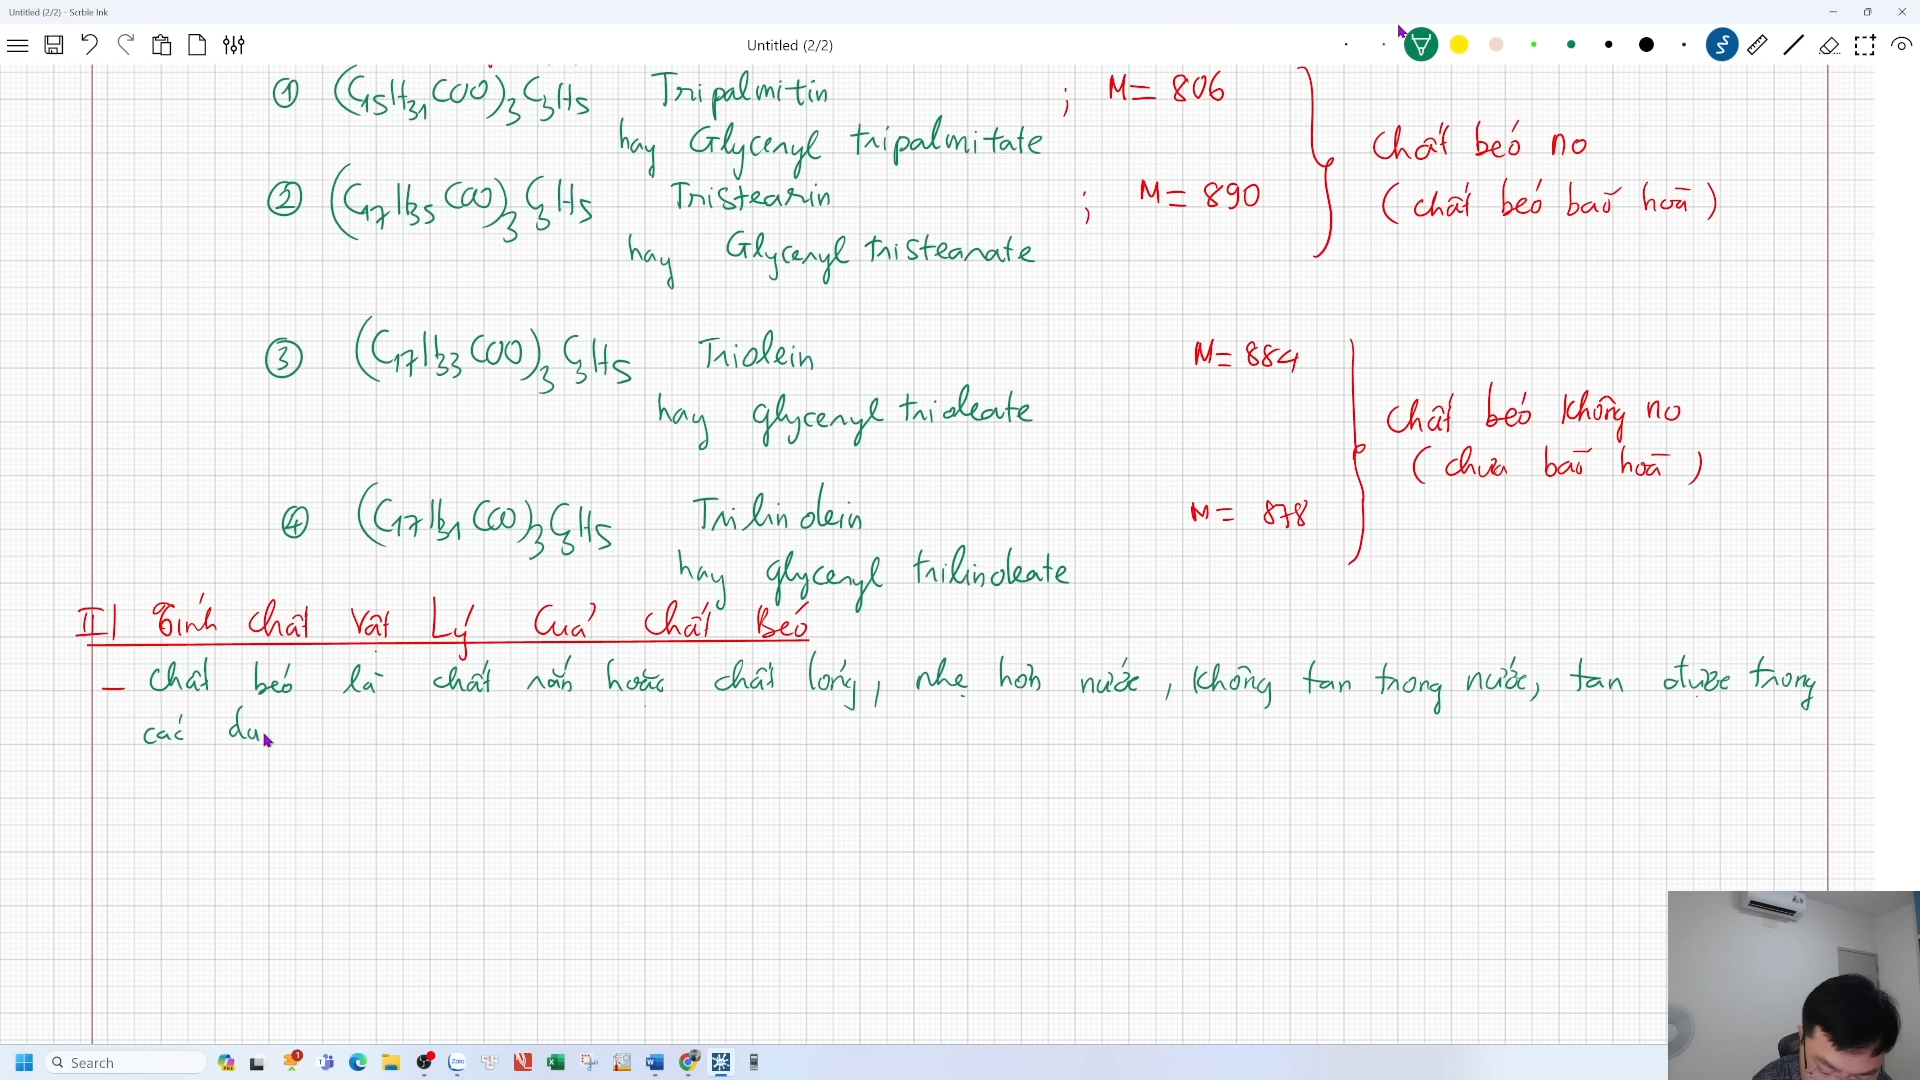 Untitled (2/2) - Scrble Ink
Untitled (2/2)
① (C15H31COO)3C3H5 Tripalmitin ; M = 806
hay Glyceryl tripalmitate
Chất béo no
② (C17H35COO)3C3H5 Tristearin ; M = 890
(chất béo bão hoà)
hay Glyceryl tristearate
③ (C17H33COO)3C3H5 Triolein M = 884
hay glyceryl trioleate
Chất béo không no
(chưa bão hoà)
④ (C17H31COO)3C3H5 Trilinolein M = 878
hay glyceryl trilinoleate
II| Tính Chất Vật Lý Của Chất Béo
- Chất béo là chất rắn hoặc chất lỏng, nhẹ hơn nước, không tan trong nước, tan được trong
các du
Search